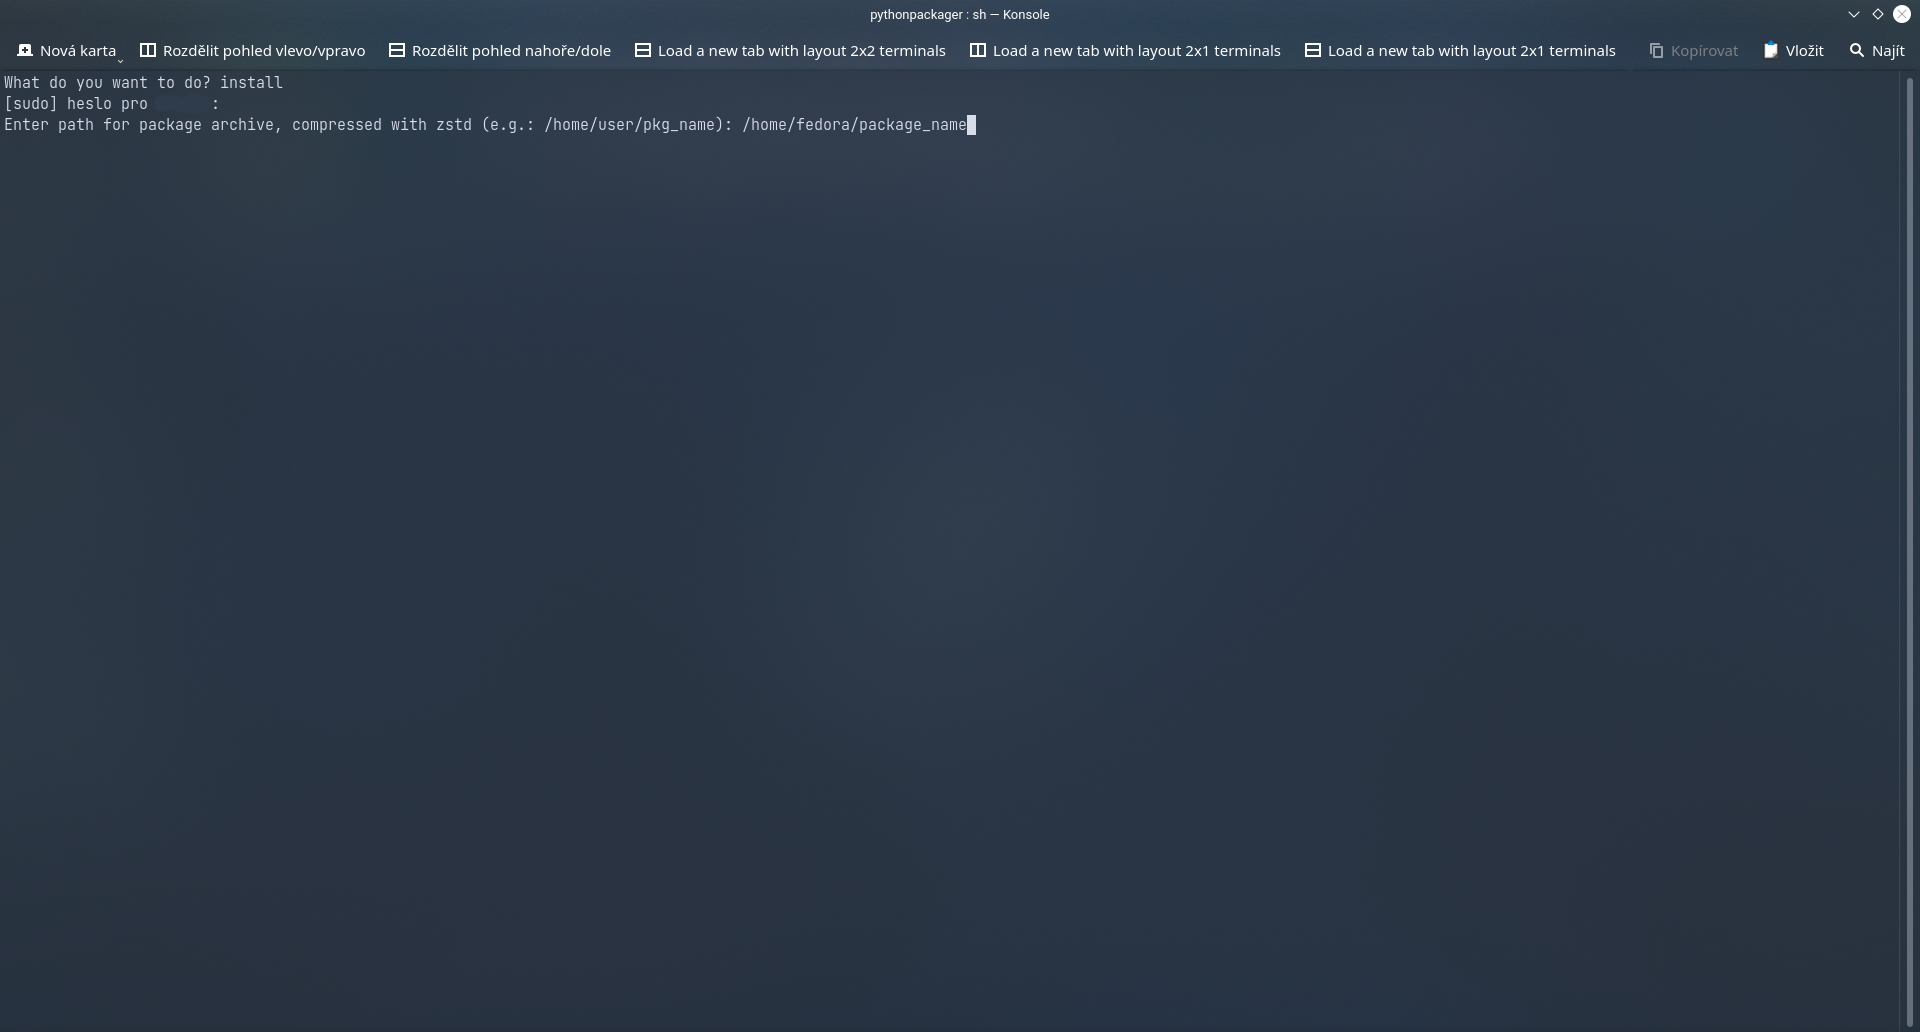 pythonpackager : sh — Konsole
Nová karta Rozdělit pohled vlevo/vpravo Rozdělit pohled nahoře/dole Load a new tab with layout 2x2 terminals Load a new tab with layout 2x1 terminals Load a new tab with layout 2x1 terminals Kopírovat Vložit Najít
What do you want to do? install
[sudo] heslo pro :
Enter path for package archive, compressed with zstd (e.g.: /home/user/pkg_name): /home/fedora/package_name